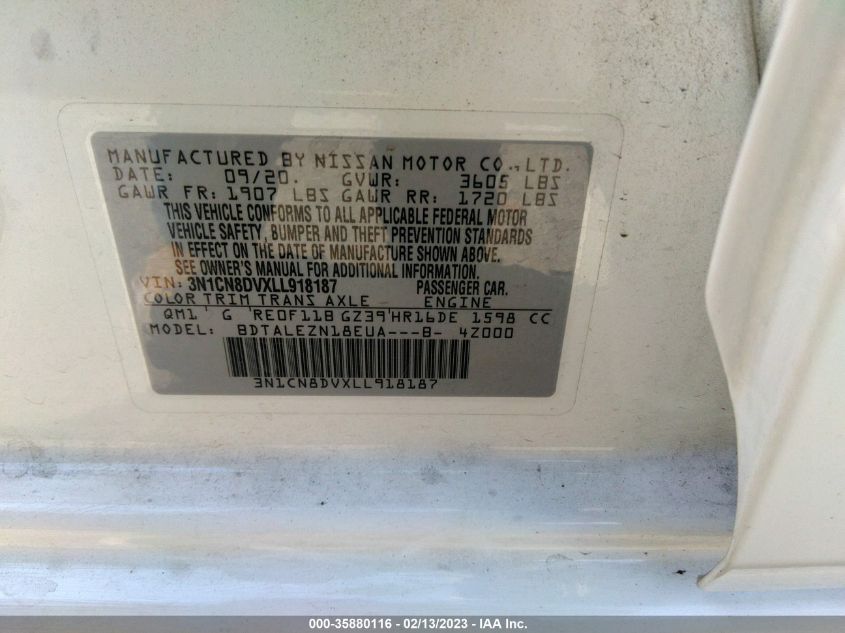 MANUFACTURED BY NISSAN MOTOR CO., LTD.
DATE: 09/20. GVWR: 3605 LBS
GAWR FR: 1907 LBS GAWR RR: 1720 LBS
THIS VEHICLE CONFORMS TO ALL APPLICABLE FEDERAL MOTOR
VEHICLE SAFETY, BUMPER AND THEFT PREVENTION STANDARDS
IN EFFECT ON THE DATE OF MANUFACTURE SHOWN ABOVE.
SEE OWNER'S MANUAL FOR ADDITIONAL INFORMATION.
VIN: 3N1CN8DVXLL918187 PASSENGER CAR.
COLOR TRIM TRANS AXLE ENGINE
QM1 ' G 'RE0F11B GZ39'HR16DE 1598 CC
MODEL: BDTALEZN18EUA---B- 4Z000
3N1CN8DVXLL918187
000-35880116 - 02/13/2023 - IAA Inc.